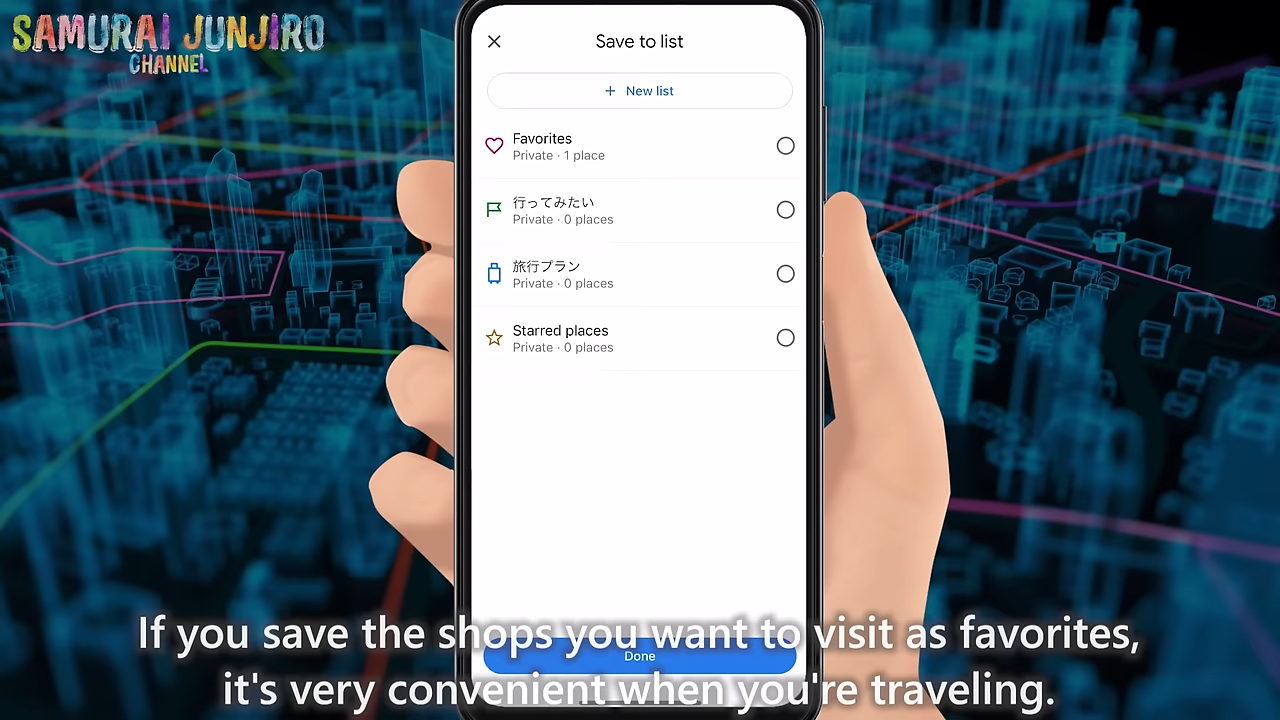 SAMURAI JUNJIRO
CHANNEL
Save to list
+ New list
Favorites
Private · 1 place
行ってみたい
Private · 0 places
旅行プラン
Private · 0 places
Starred places
Private · 0 places
Done
If you save the shops you want to visit as favorites,
it's very convenient when you're traveling.